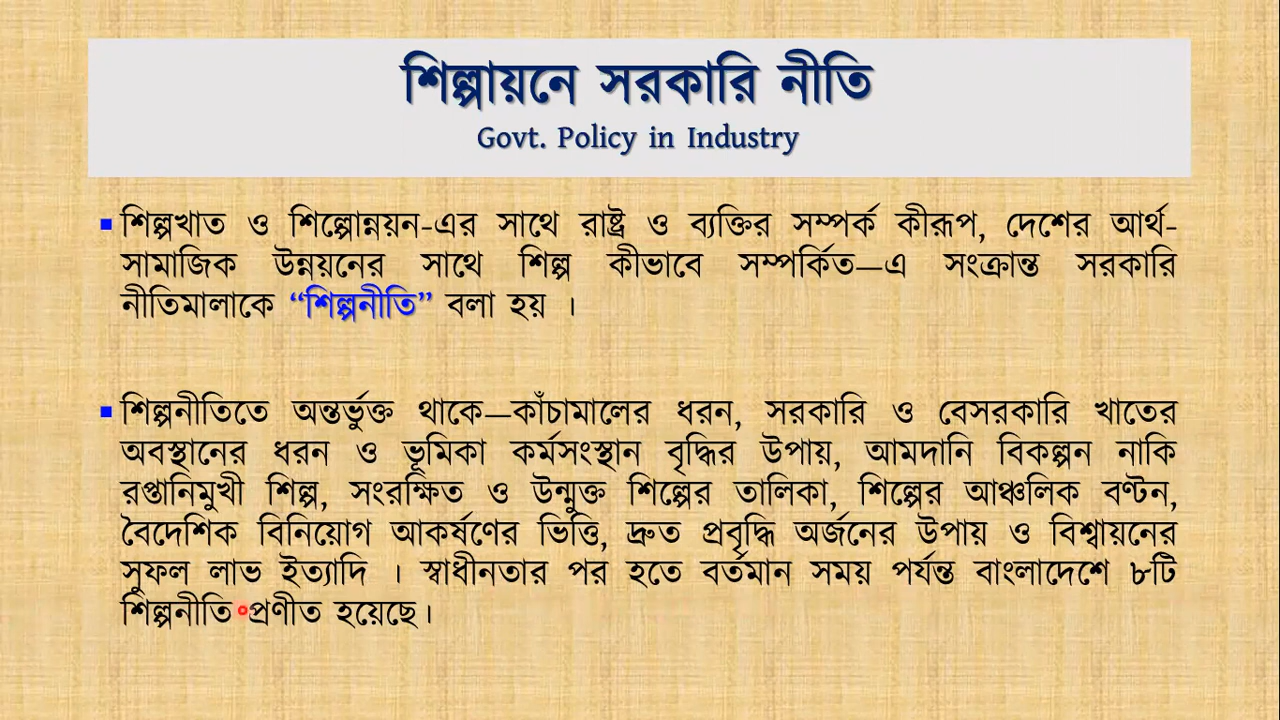 শিল্পায়নে সরকারি নীতি
Govt. Policy in Industry
শিল্পখাত ও শিল্পোন্নয়ন-এর সাথে রাষ্ট্র ও ব্যক্তির সম্পর্ক কীরূপ, দেশের আর্থ-
সামাজিক উন্নয়নের সাথে শিল্প কীভাবে সম্পর্কিত—এ সংক্রান্ত সরকারি
নীতিমালাকে “শিল্পনীতি” বলা হয় ।
শিল্পনীতিতে অন্তর্ভুক্ত থাকে—কাঁচামালের ধরন, সরকারি ও বেসরকারি খাতের
অবস্থানের ধরন ও ভূমিকা কর্মসংস্থান বৃদ্ধির উপায়, আমদানি বিকল্পন নাকি
রপ্তানিমুখী শিল্প, সংরক্ষিত ও উন্মুক্ত শিল্পের তালিকা, শিল্পের আঞ্চলিক বণ্টন,
বৈদেশিক বিনিয়োগ আকর্ষণের ভিত্তি, দ্রুত প্রবৃদ্ধি অর্জনের উপায় ও বিশ্বায়নের
সুফল লাভ ইত্যাদি । স্বাধীনতার পর হতে বর্তমান সময় পর্যন্ত বাংলাদেশে ৮টি
শিল্পনীতি প্রণীত হয়েছে।